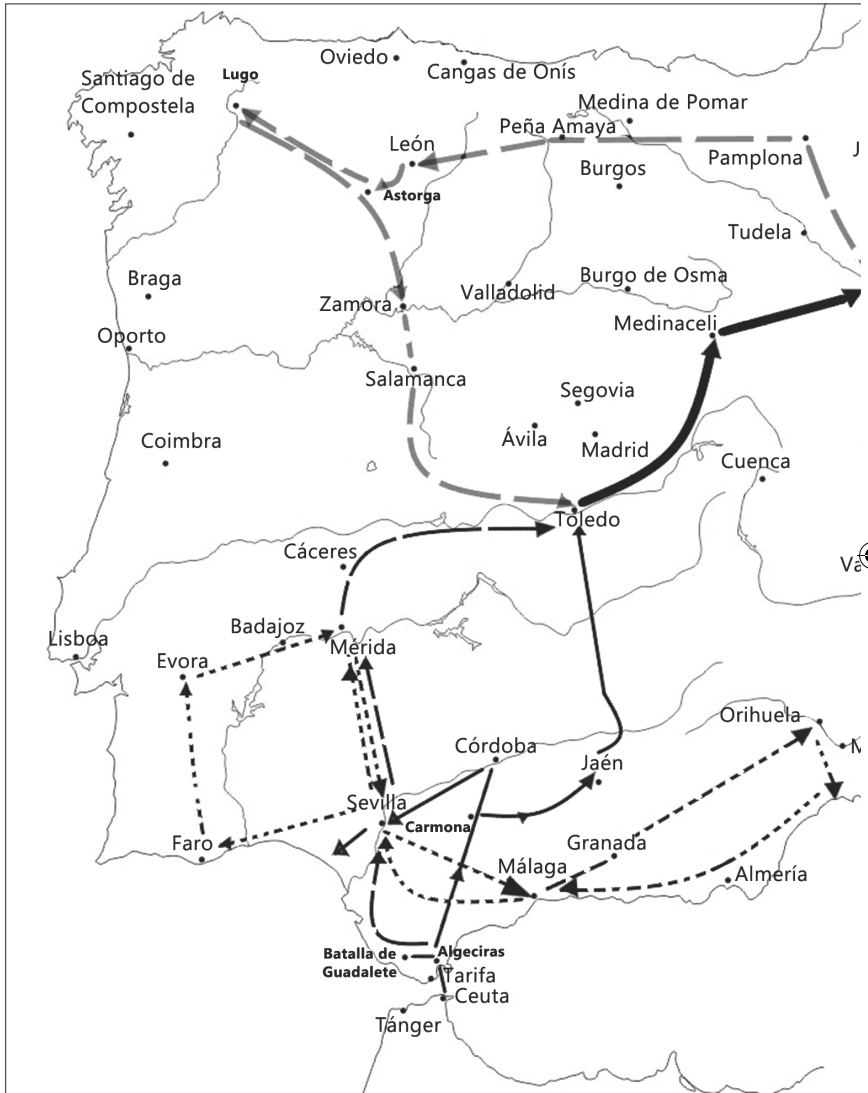 Oviedo
Cangas de Onís
Lugo
Santiago de
Compostela
Medina de Pomar
Peña Amaya
León
Pamplona
J
Burgos
Astorga
Tudela
Braga
Zamora
Valladolid
Burgo de Osma
Medinaceli
Oporto
Salamanca
Segovia
Ávila
Madrid
Coimbra
Cuenca
Toledo
Cáceres
Va
Badajoz
Lisboa
Mérida
Evora
Orihuela
M
Córdoba
Jaén
Sevilla
Carmona
Faro
Granada
Málaga
Almería
Batalla de
Guadalete
Algeciras
Tarifa
Ceuta
Tánger